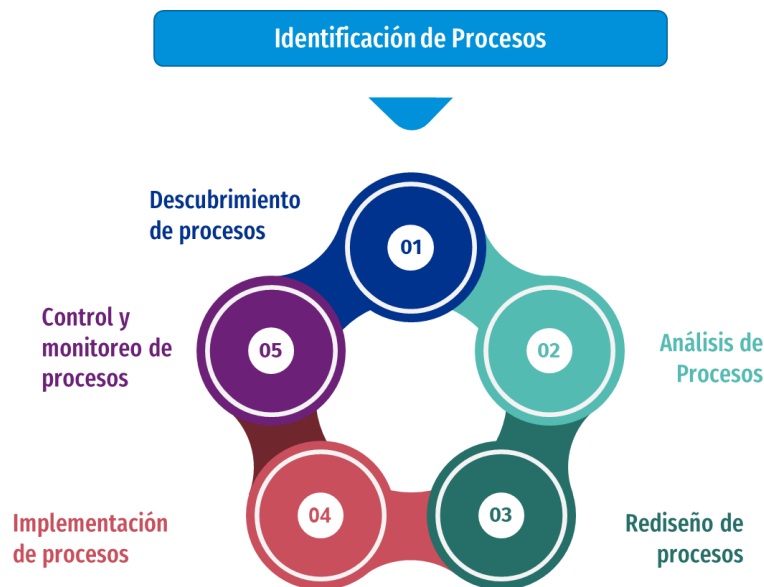 Identificación de Procesos
Descubrimiento
de procesos
01
Control y
monitoreo de
procesos
05
02
Análisis de
Procesos
Implementación
de procesos
04
03
Rediseño de
procesos